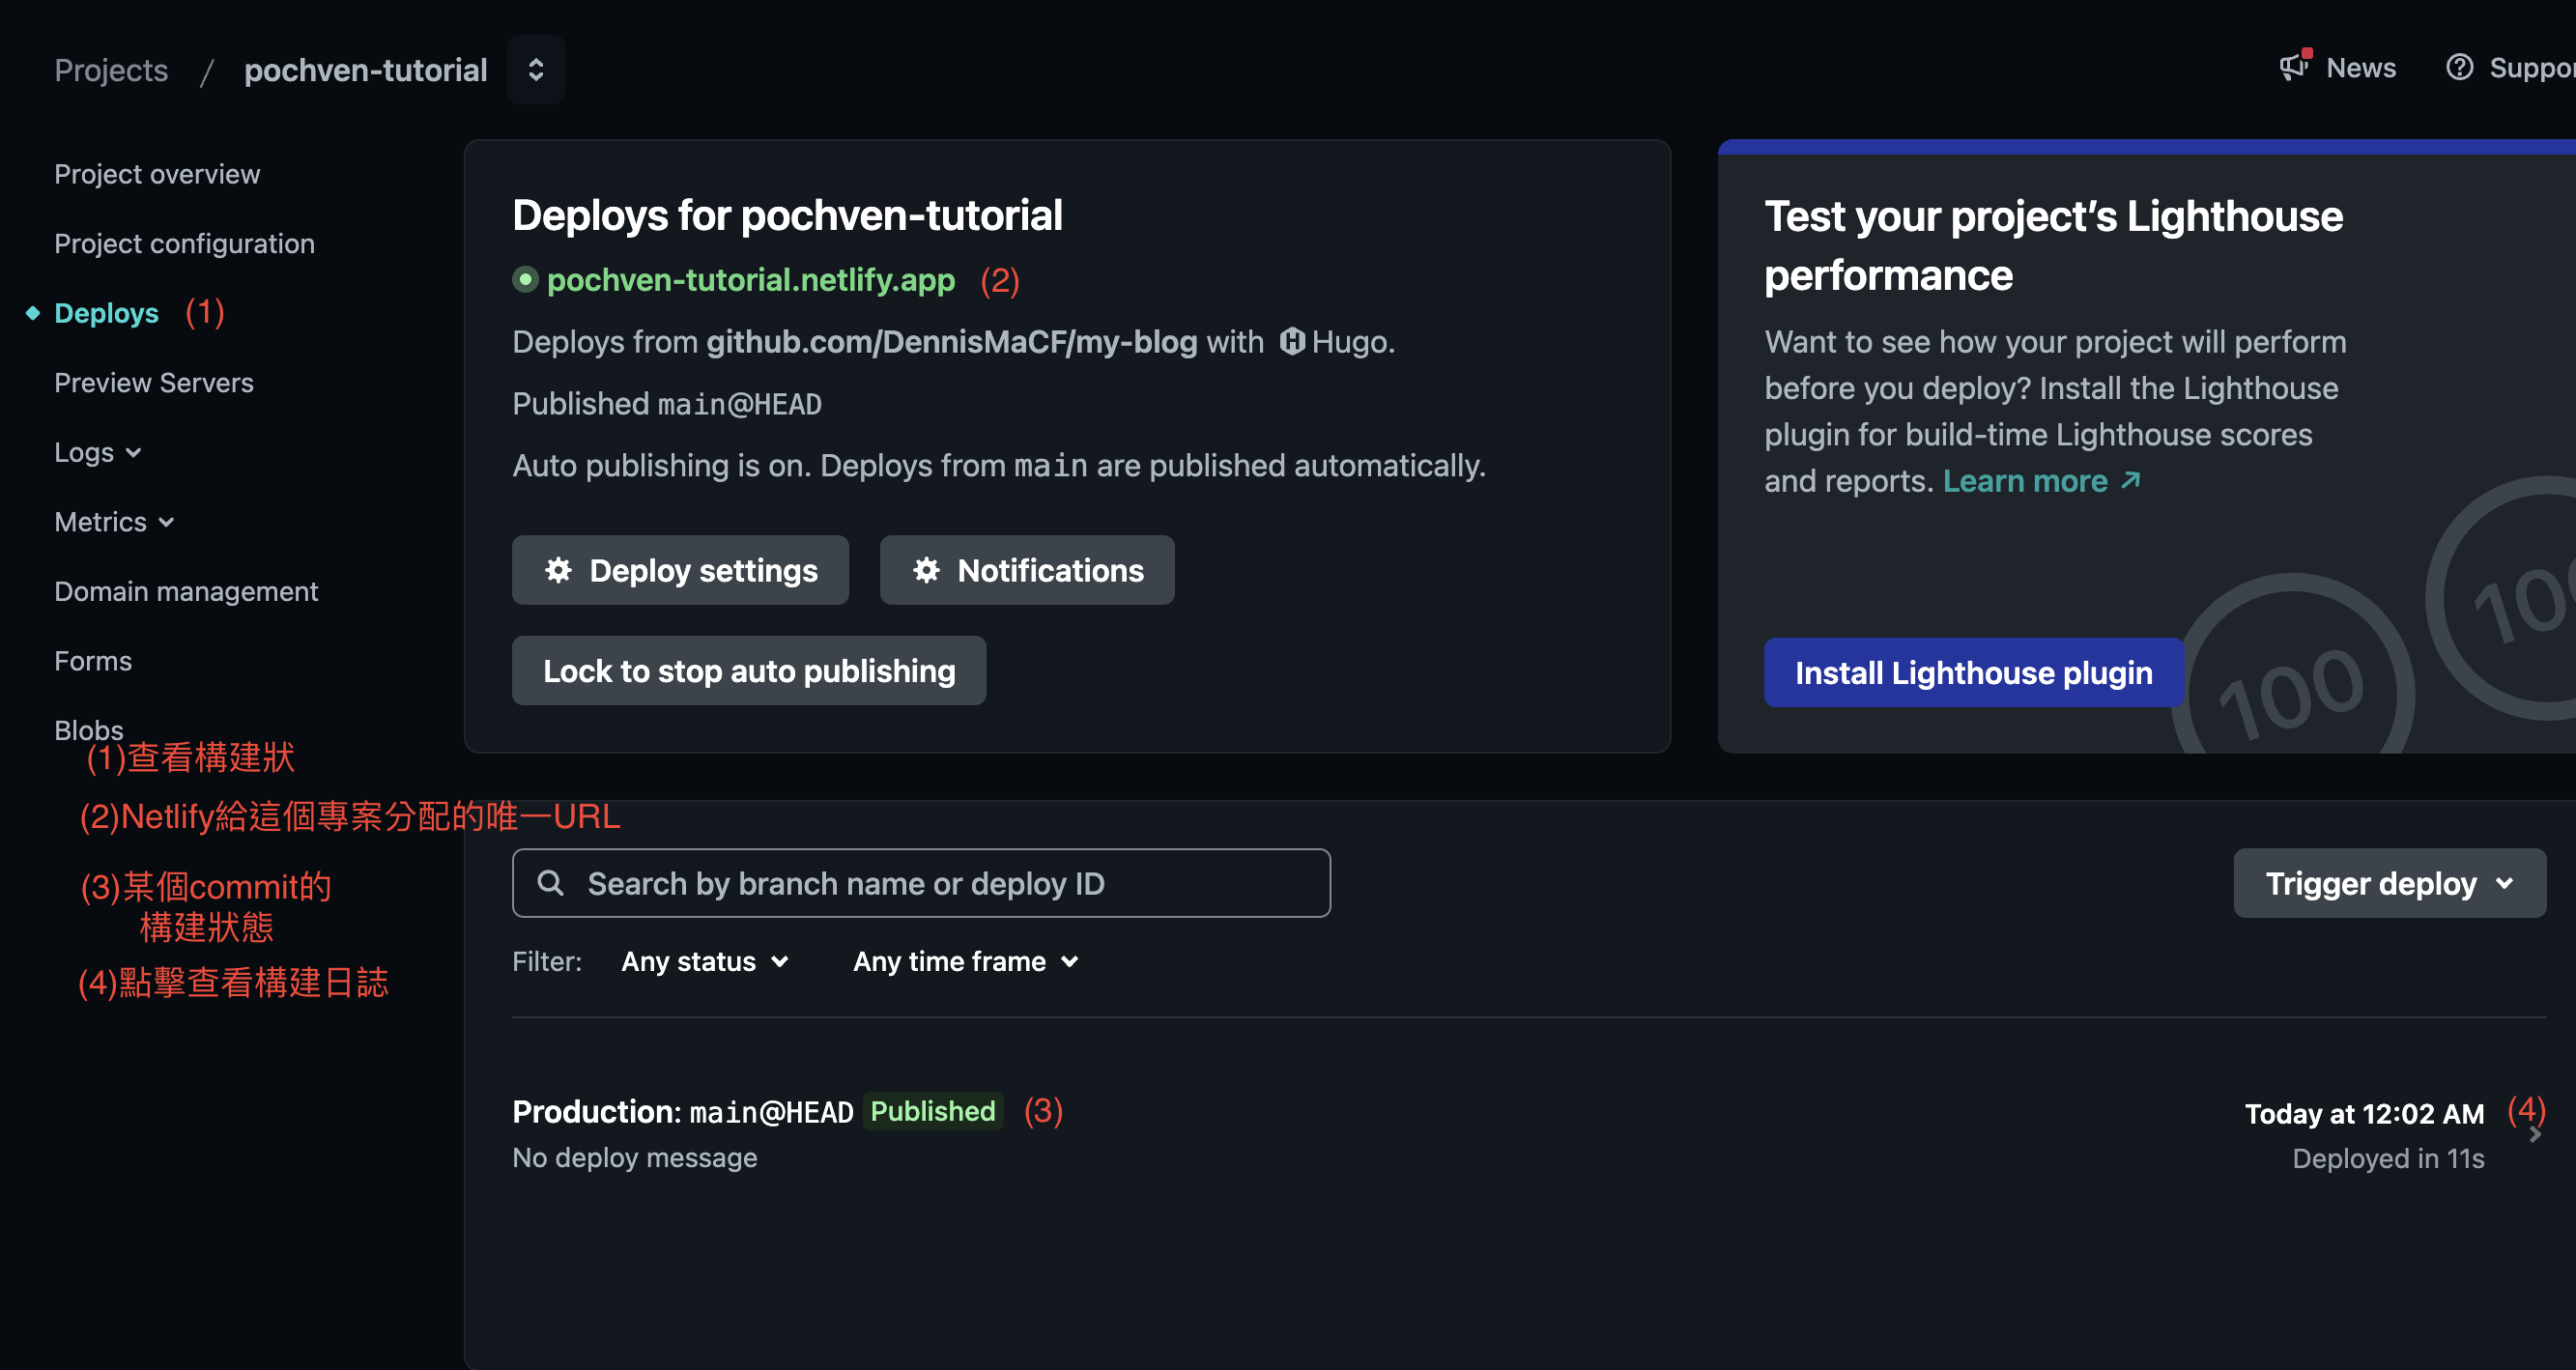 Projects / pochven-tutorial
News
Suppor
Project overview
Project configuration
Deploys (1)
Preview Servers
Logs
Metrics
Domain management
Forms
Blobs
(1)查看構建狀
(2)Netlify給這個專案分配的唯一URL
(3)某個commit的
構建狀態
(4)點擊查看構建日誌
Deploys for pochven-tutorial
pochven-tutorial.netlify.app (2)
Deploys from github.com/DennisMaCF/my-blog with Hugo.
Published main@HEAD
Auto publishing is on. Deploys from main are published automatically.
Deploy settings
Notifications
Lock to stop auto publishing
Test your project’s Lighthouse
performance
Want to see how your project will perform
before you deploy? Install the Lighthouse
plugin for build-time Lighthouse scores
and reports. Learn more ↗
Install Lighthouse plugin
100
100
Search by branch name or deploy ID
Trigger deploy
Filter: Any status Any time frame
Production: main@HEAD Published (3)
No deploy message
Today at 12:02 AM (4)
Deployed in 11s